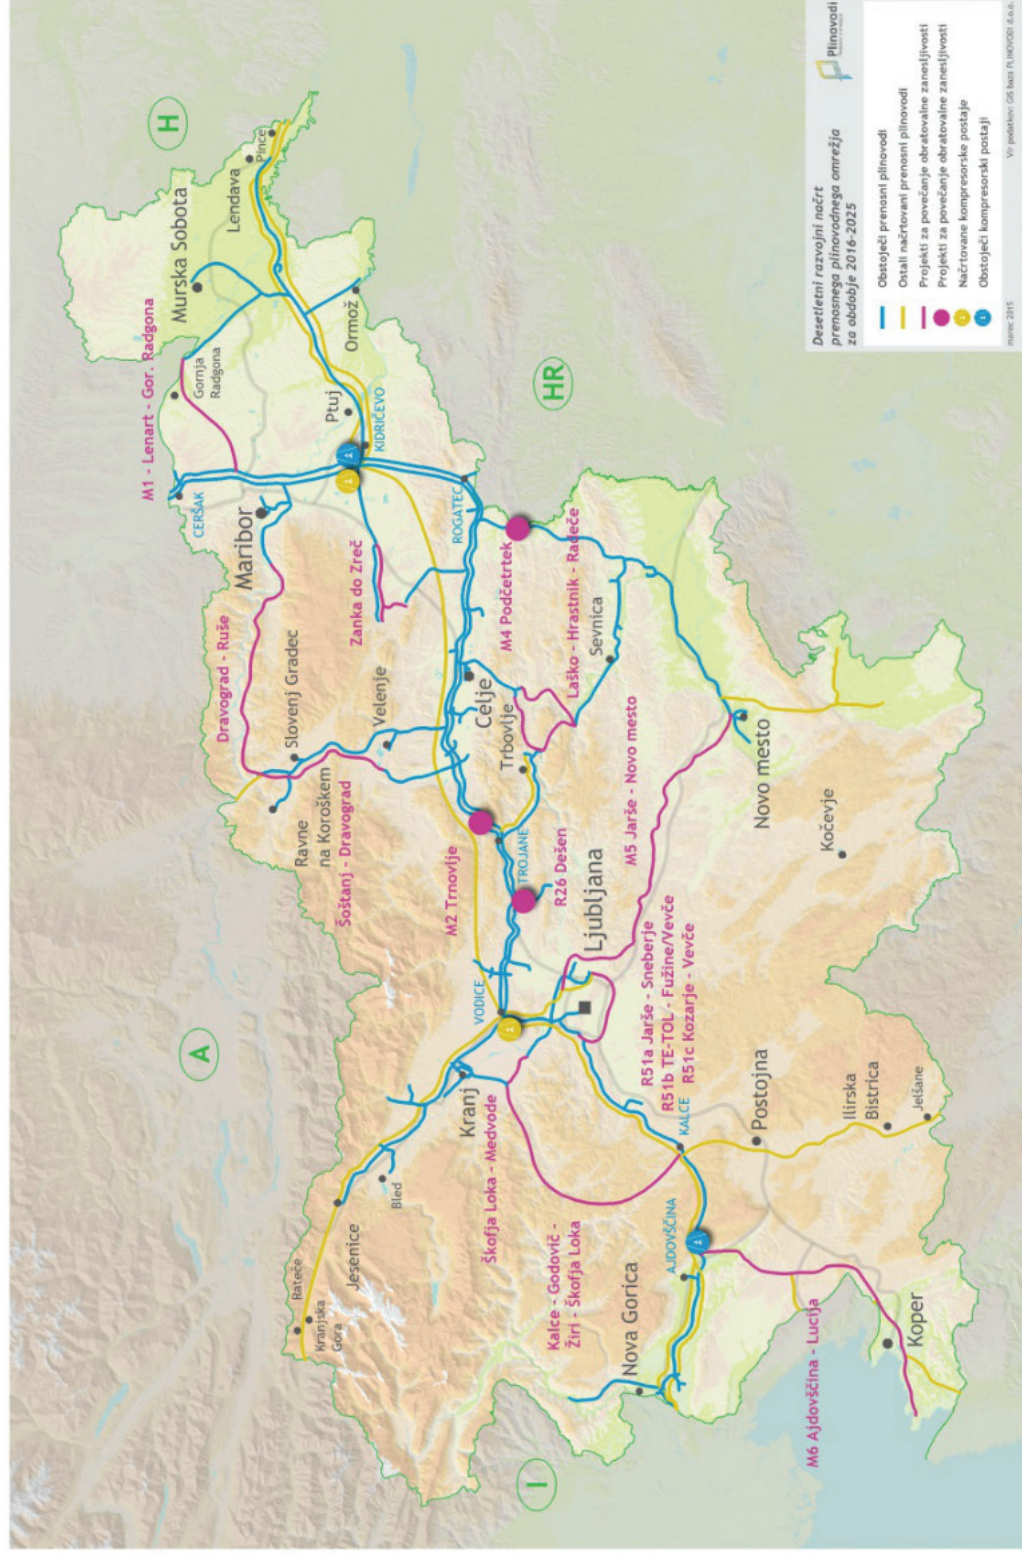 H
A
I
HR
M1 - Lenart - Gor. Radgona
Murska Sobota
Lendava
Pince
Gornja
Radgona
Ormož
Ptuj
KIDRIČEVO
CERŠAK
Maribor
ROGATEC
Zanka do Zreč
M4 Podčetrtek
Dravograd - Ruše
Slovenj Gradec
Velenje
Celje
Laško - Hrastnik - Radeče
Sevnica
Trbovlje
Ravne
na Koroškem
Šoštanj - Dravograd
M2 Trnovlje
TROJANE
R26 Dešen
M5 Jarše - Novo mesto
Novo mesto
Kočevje
Ljubljana
VODICE
R51a Jarše - Sneberje
R51b TE-TOL - Fužine/Vevče
R51c Kozarje - Vevče
Kranj
Škofja Loka - Medvode
KALCE
Postojna
Ilirska
Bistrica
Jelšane
Bled
Jesenice
Rateče
Kranjska
Gora
Kalce - Godovič -
Žiri - Škofja Loka
AJDOVŠČINA
Nova Gorica
M6 Ajdovščina - Lucija
Koper
Desetletni razvojni načrt
prenosnega plinovodnega omrežja
za obdobje 2016-2025
Plinovodi
Obstoječi prenosni plinovodi
Ostali načrtovani prenosni plinovodi
Projekti za povečanje obratovalne zanesljivosti
Projekti za povečanje obratovalne zanesljivosti
Načrtovane kompresorske postaje
Obstoječi kompresorski postaji
marec 2015
Vir podatkov: GIS baza PLINOVODI d.o.o.